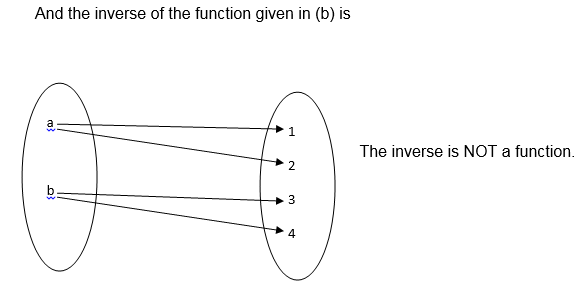 And the inverse of the function given in (b) is
a
1
2
The inverse is NOT a function.
b
3
4